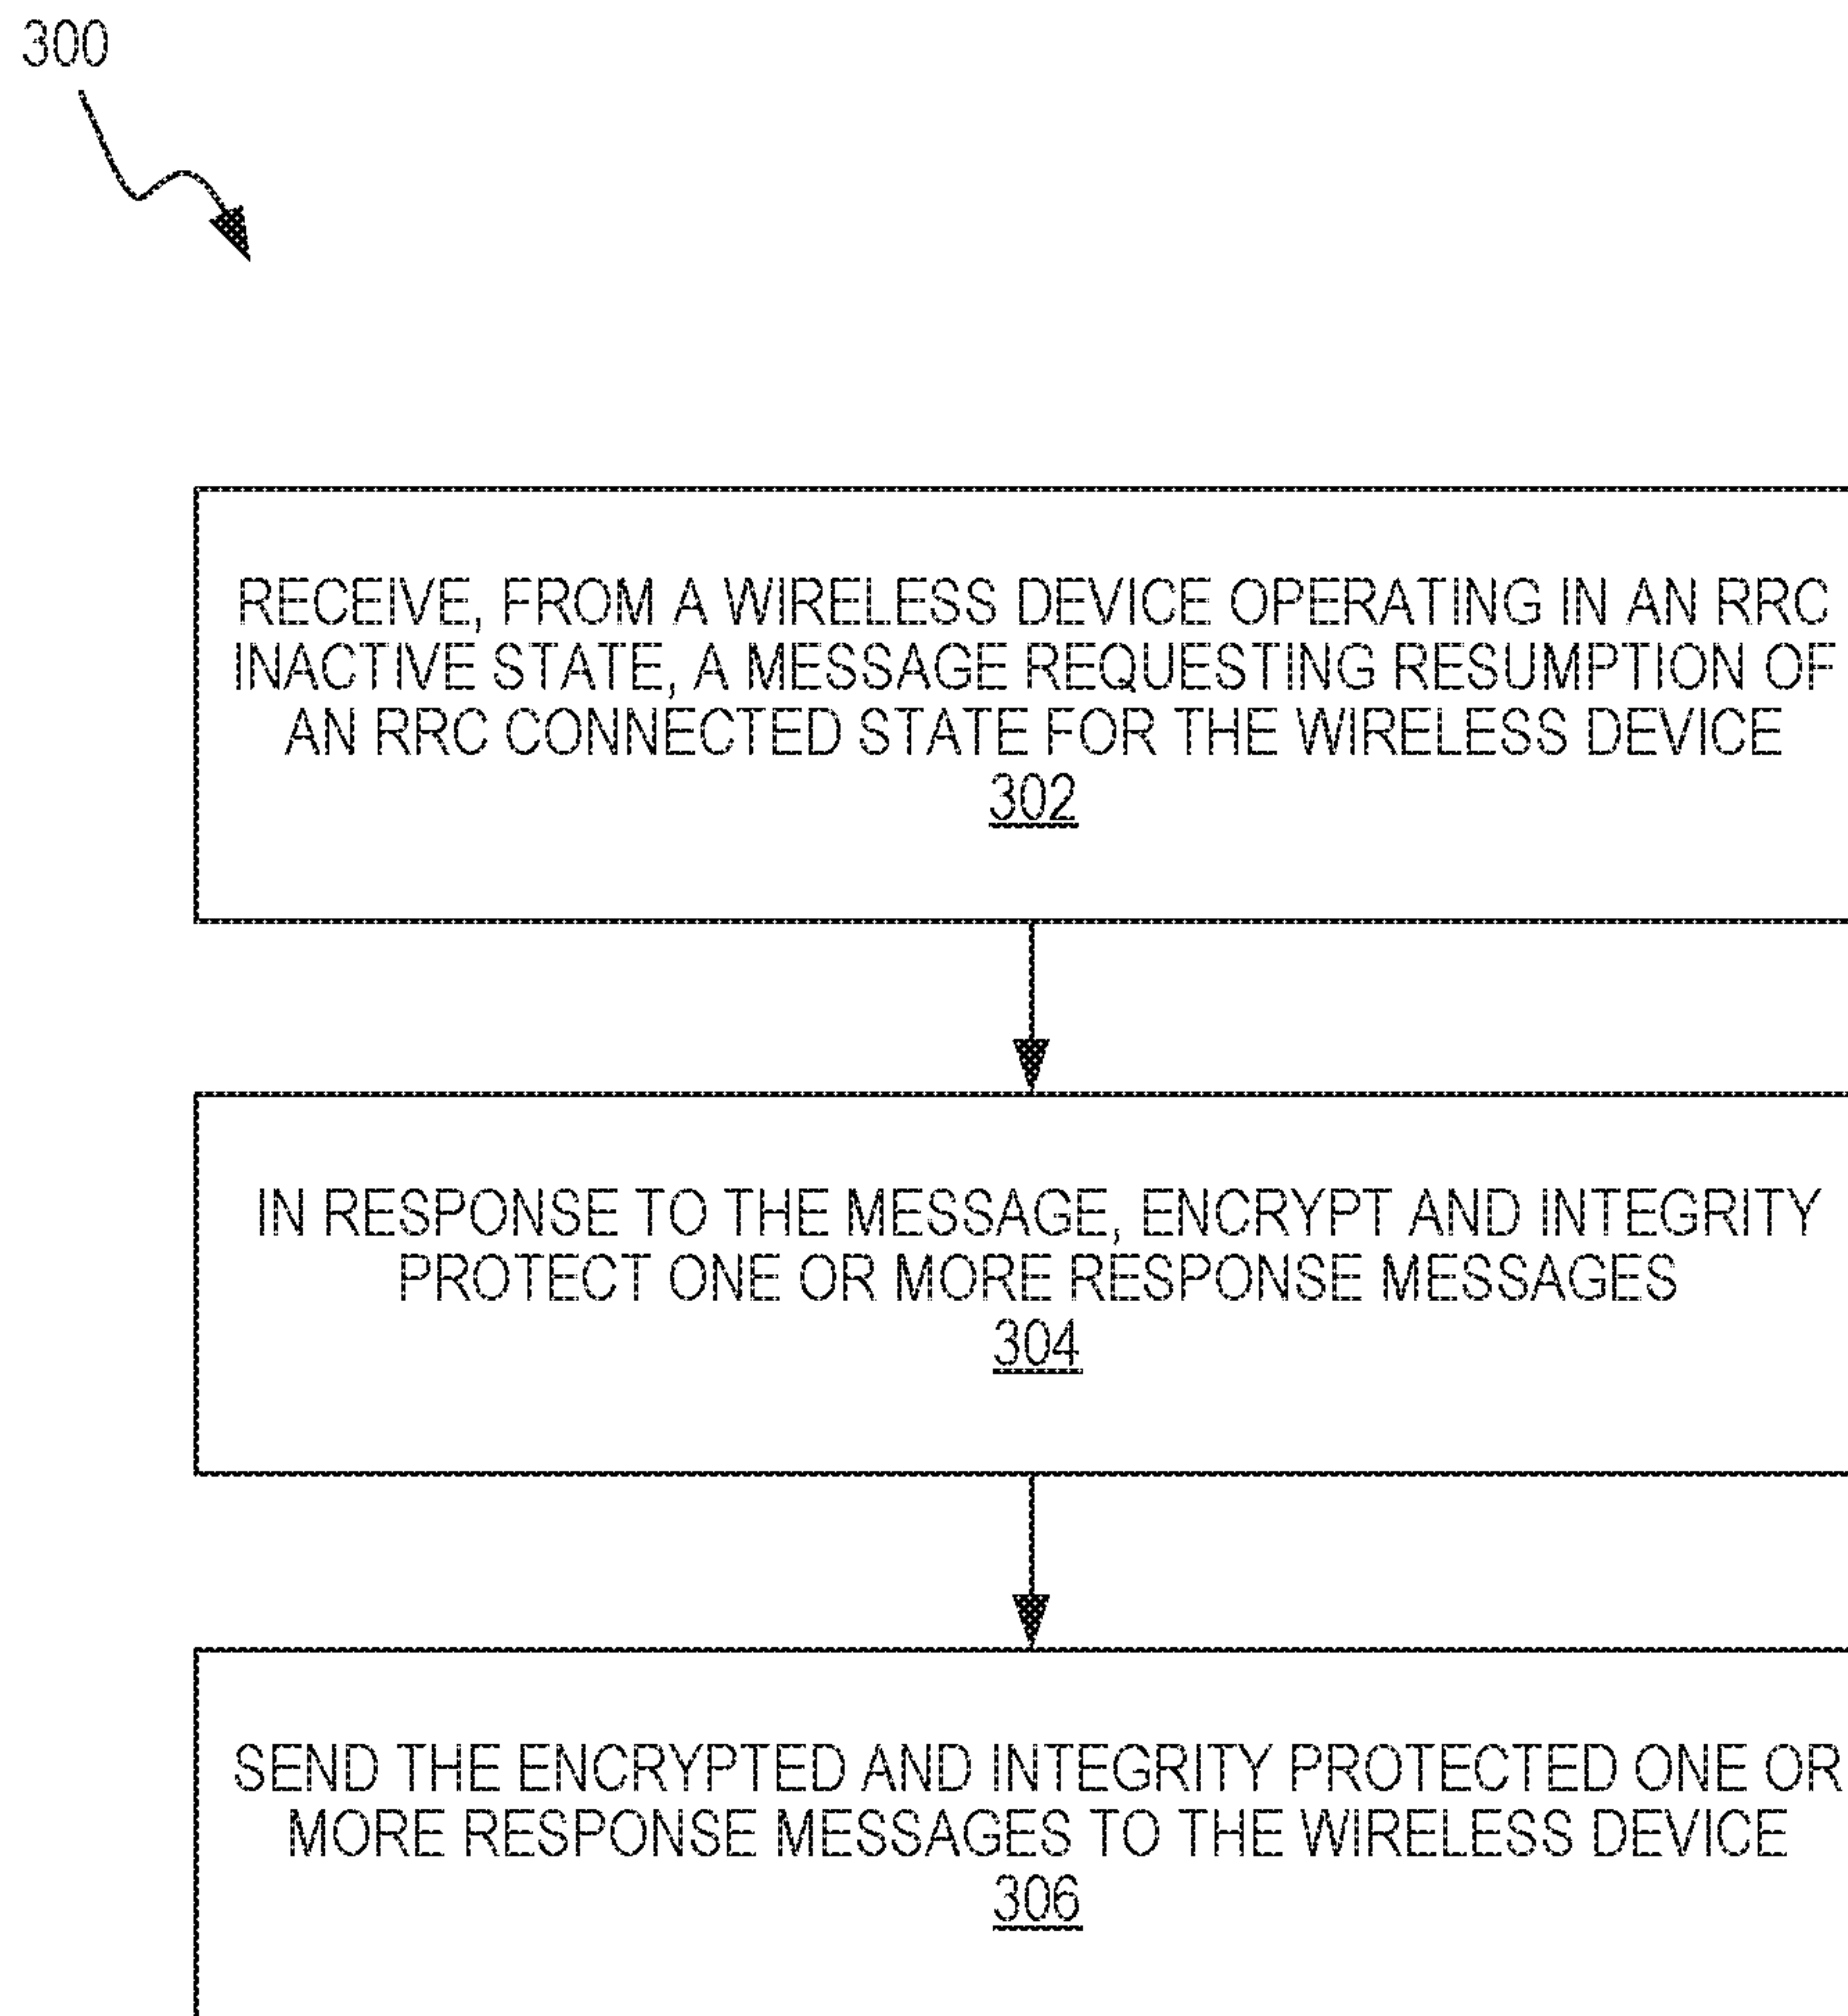 300
RECEIVE, FROM A WIRELESS DEVICE OPERATING IN AN RRC
INACTIVE STATE, A MESSAGE REQUESTING RESUMPTION OF
AN RRC CONNECTED STATE FOR THE WIRELESS DEVICE
302
IN RESPONSE TO THE MESSAGE, ENCRYPT AND INTEGRITY
PROTECT ONE OR MORE RESPONSE MESSAGES
304
SEND THE ENCRYPTED AND INTEGRITY PROTECTED ONE OR
MORE RESPONSE MESSAGES TO THE WIRELESS DEVICE
306